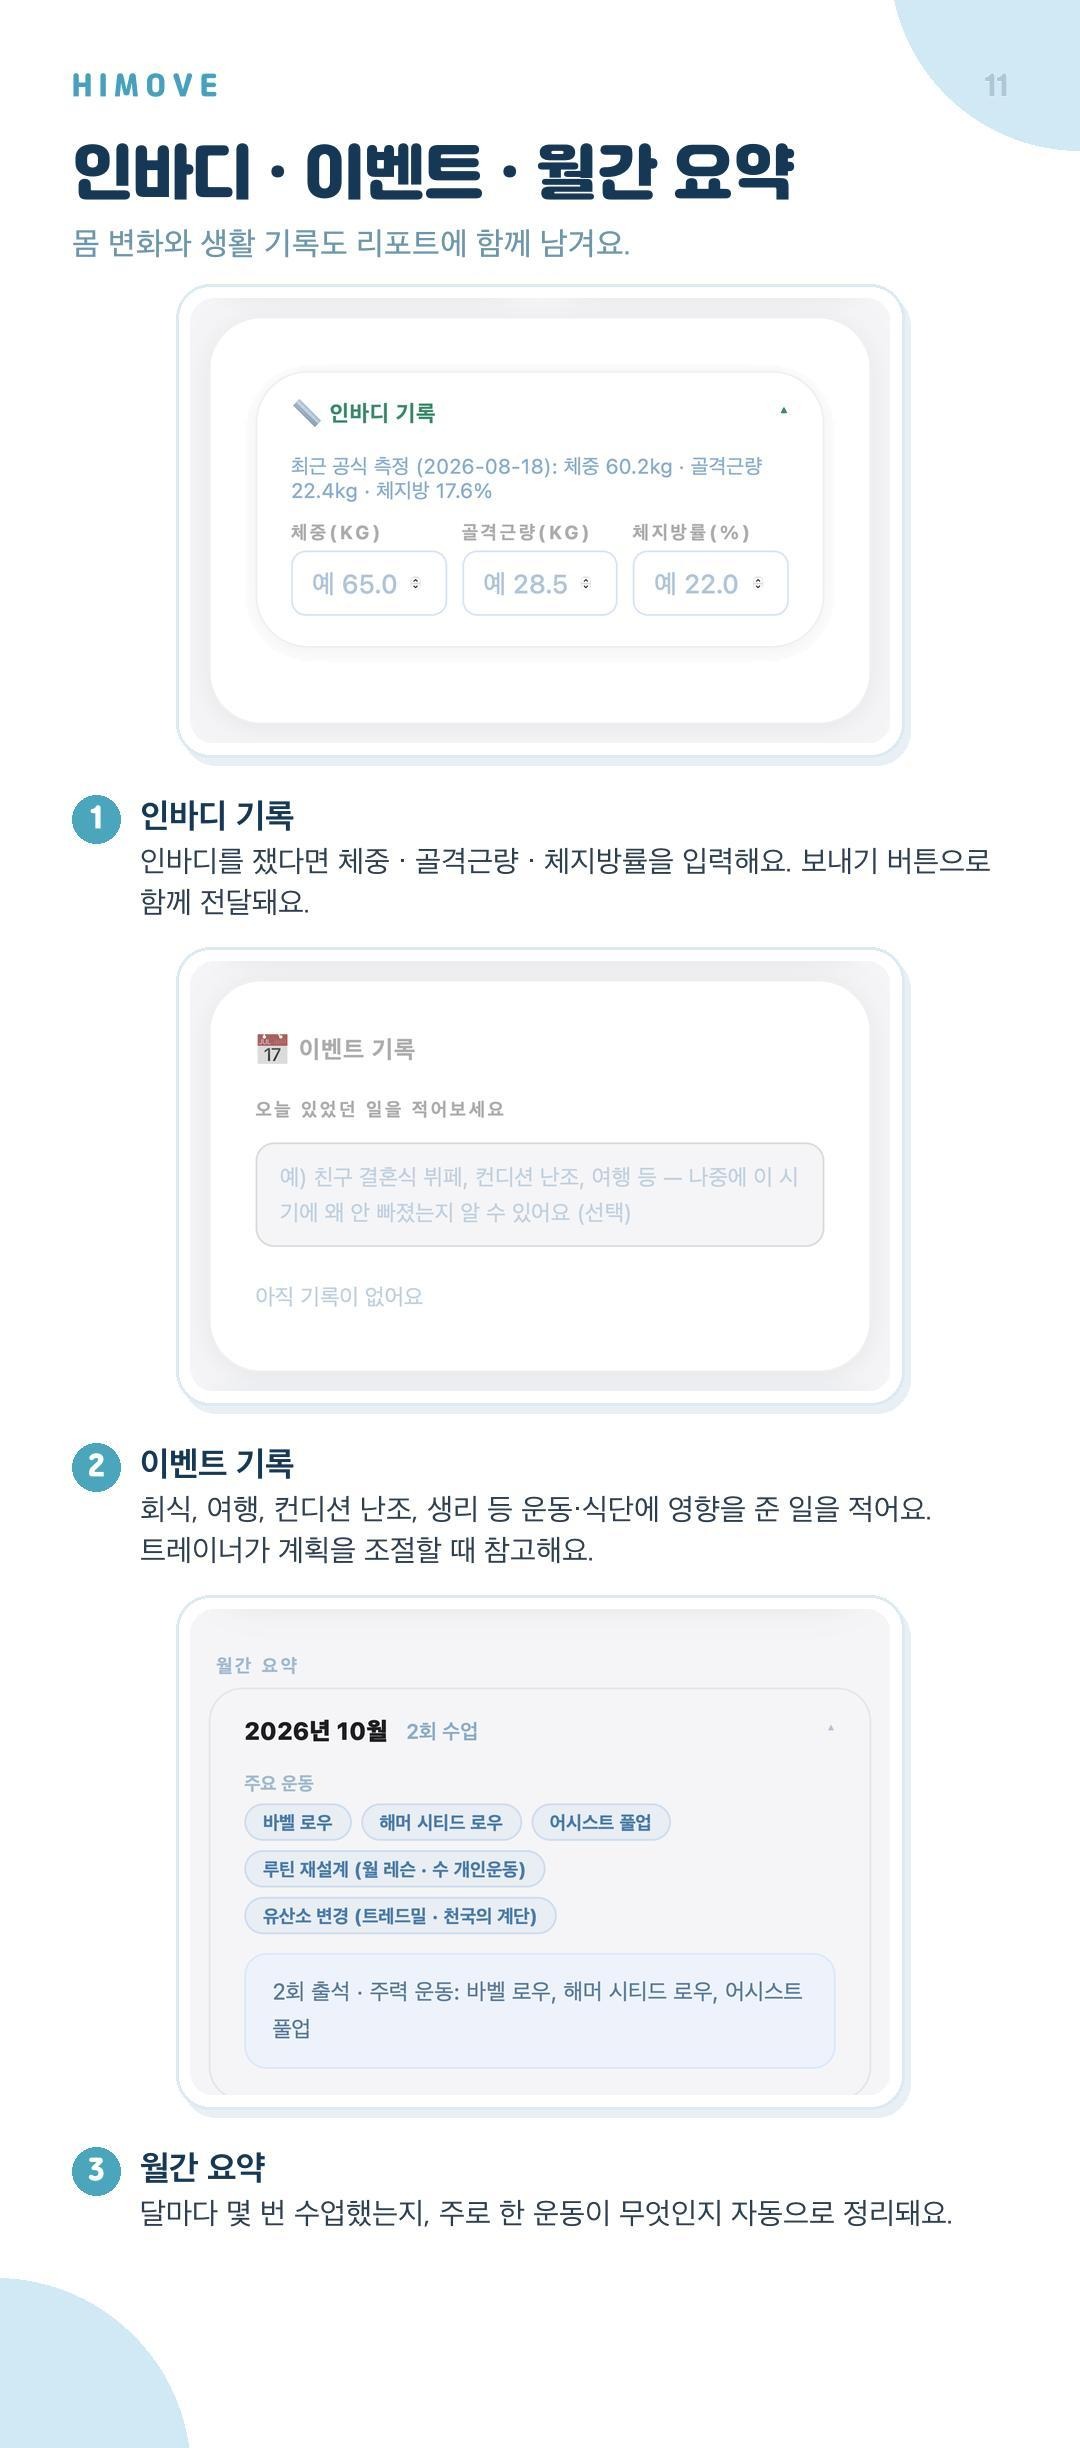 HIMOVE
11
인바디 · 이벤트 · 월간 요약
몸 변화와 생활 기록도 리포트에 함께 남겨요.
인바디 기록
최근 공식 측정 (2026-08-18): 체중 60.2kg · 골격근량
22.4kg · 체지방 17.6%
체중(KG) 골격근량(KG) 체지방률(%)
예 65.0 예 28.5 예 22.0
1 인바디 기록
인바디를 쟀다면 체중 · 골격근량 · 체지방률을 입력해요. 보내기 버튼으로
함께 전달돼요.
JUL
17 이벤트 기록
오늘 있었던 일을 적어보세요
예) 친구 결혼식 뷔페, 컨디션 난조, 여행 등 — 나중에 이 시
기에 왜 안 빠졌는지 알 수 있어요 (선택)
아직 기록이 없어요
2 이벤트 기록
회식, 여행, 컨디션 난조, 생리 등 운동·식단에 영향을 준 일을 적어요.
트레이너가 계획을 조절할 때 참고해요.
월간 요약
2026년 10월 2회 수업
주요 운동
바벨 로우 해머 시티드 로우 어시스트 풀업
루틴 재설계 (월 레슨 · 수 개인운동)
유산소 변경 (트레드밀 · 천국의 계단)
2회 출석 · 주력 운동: 바벨 로우, 해머 시티드 로우, 어시스트
풀업
3 월간 요약
달마다 몇 번 수업했는지, 주로 한 운동이 무엇인지 자동으로 정리돼요.